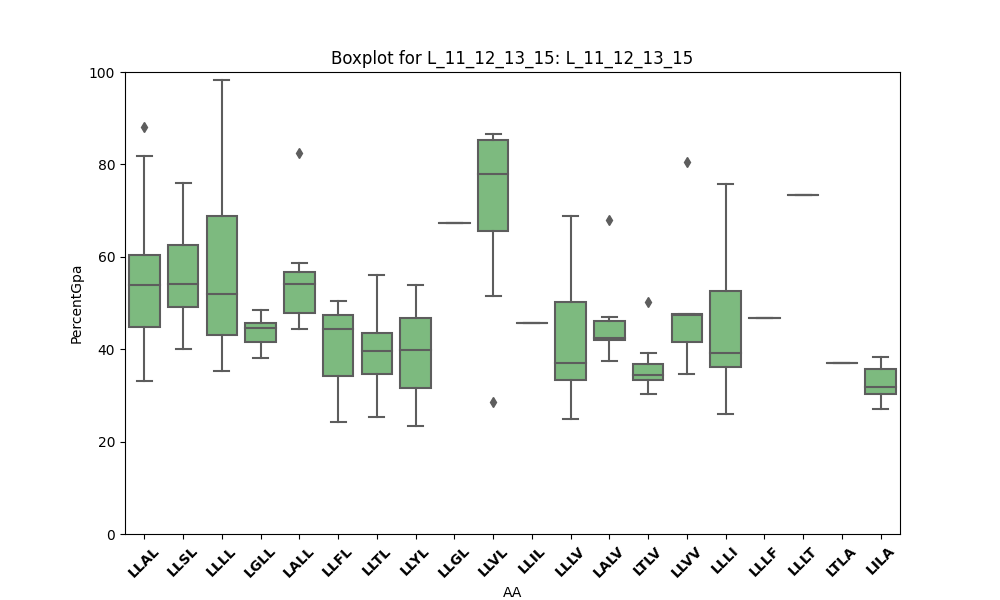 Boxplot for L_11_12_13_15: L_11_12_13_15
PercentGpa
100
80
60
40
20
0
LLAL LLSL LLLL LGLL LALL LLFL LLTL LLYL LLGL LLVL LLIL LLLV LALV LTLV LLVV LLLI LLLF LLLT LTLA LILA
AA